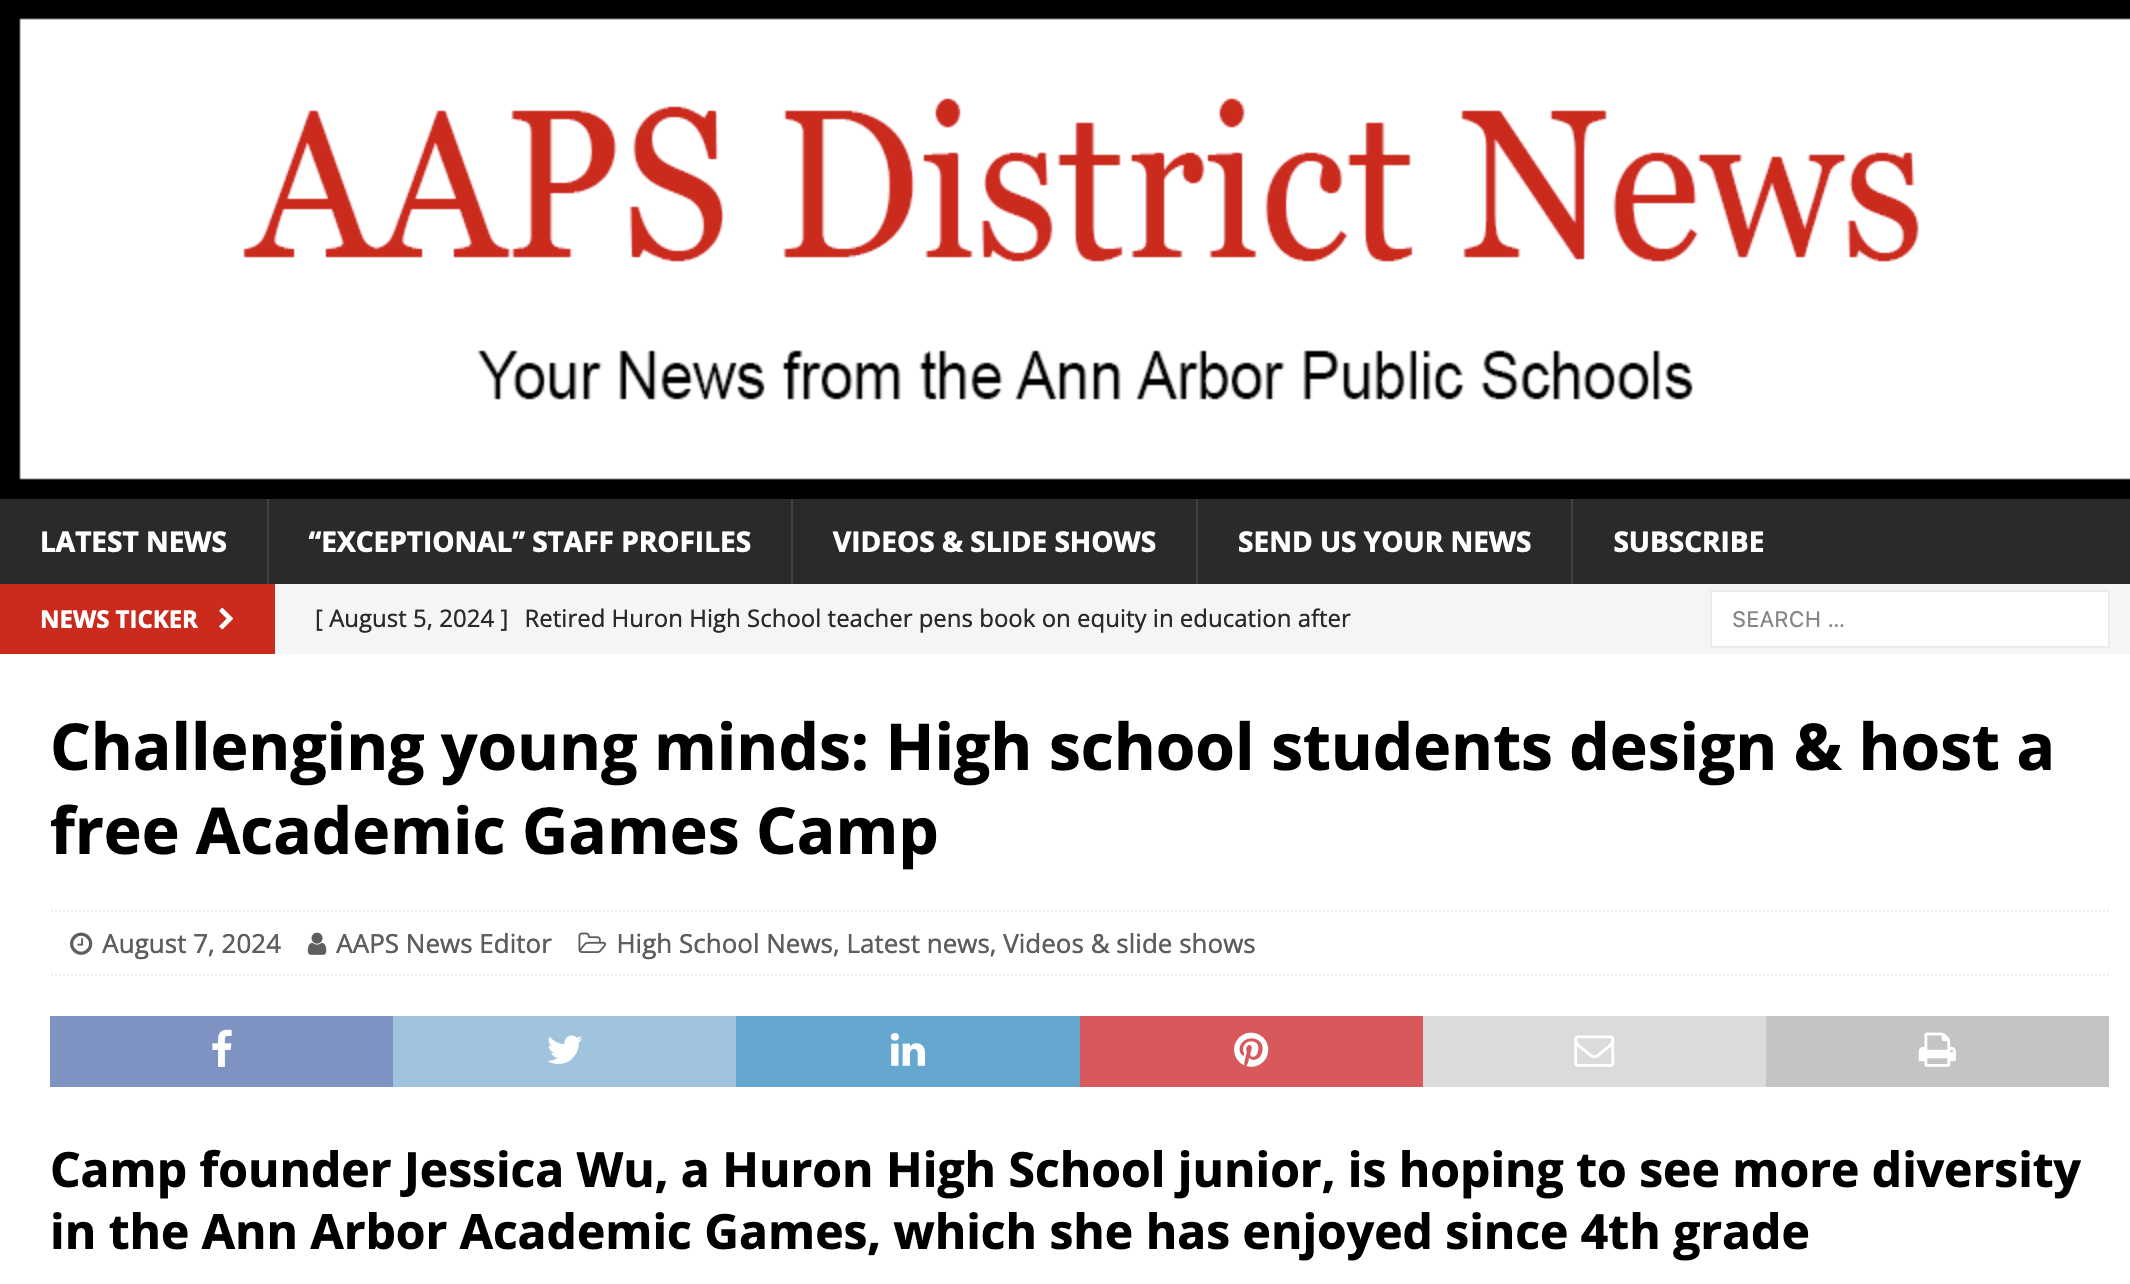 AAPS District News
Your News from the Ann Arbor Public Schools
LATEST NEWS “EXCEPTIONAL” STAFF PROFILES VIDEOS & SLIDE SHOWS SEND US YOUR NEWS SUBSCRIBE
NEWS TICKER [ August 5, 2024 ] Retired Huron High School teacher pens book on equity in education after SEARCH ...
Challenging young minds: High school students design & host a
free Academic Games Camp
August 7, 2024 AAPS News Editor High School News, Latest news, Videos & slide shows
Camp founder Jessica Wu, a Huron High School junior, is hoping to see more diversity
in the Ann Arbor Academic Games, which she has enjoyed since 4th grade